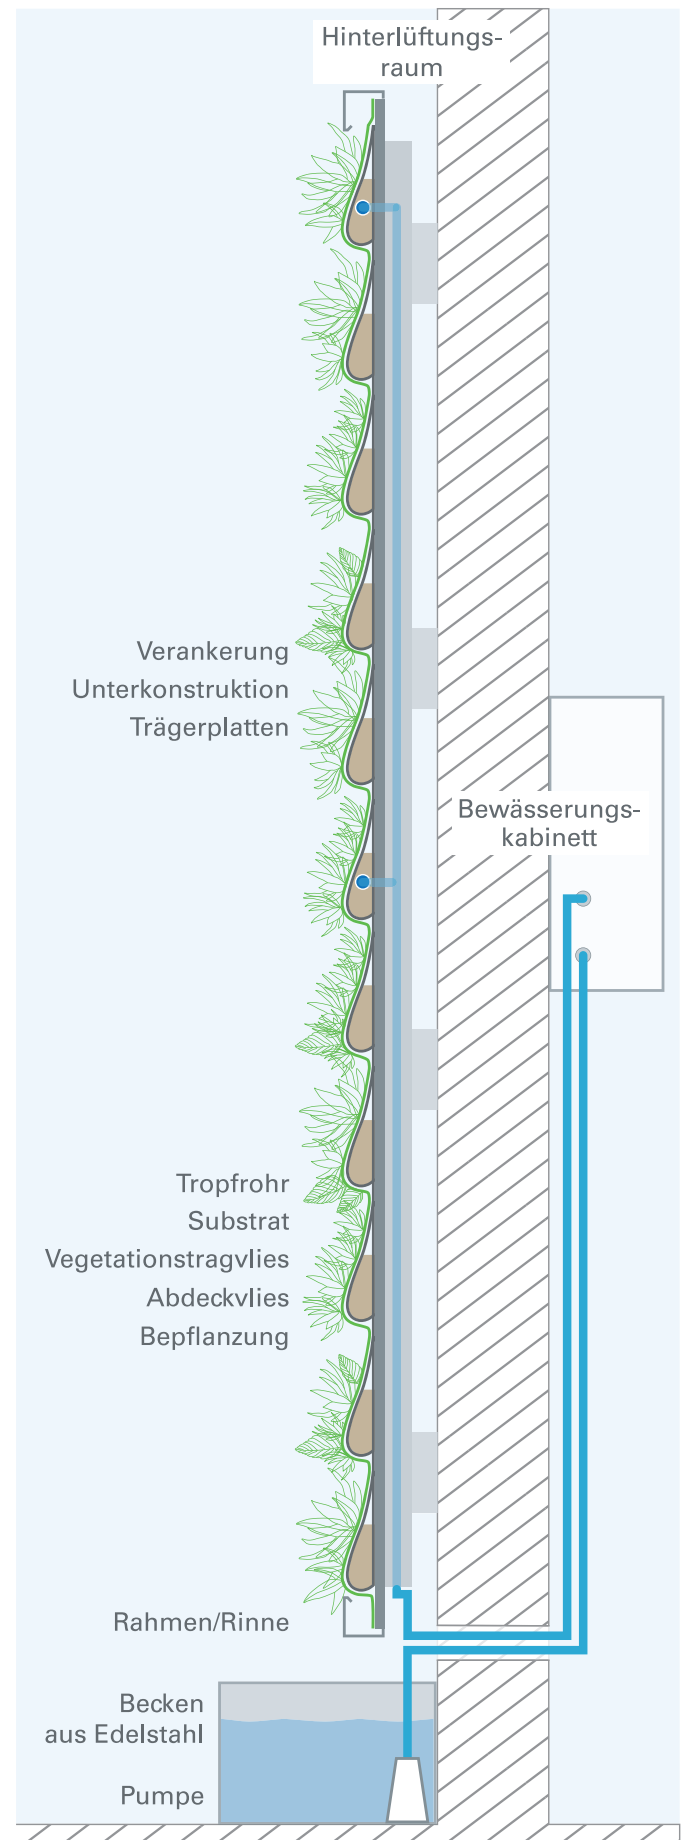 Hinterlüftungs-
raum
Verankerung
Unterkonstruktion
Trägerplatten
Bewässerungs-
kabinett
Tropfrohr
Substrat
Vegetationstragvlies
Abdeckvlies
Bepflanzung
Rahmen/Rinne
Becken
aus Edelstahl
Pumpe